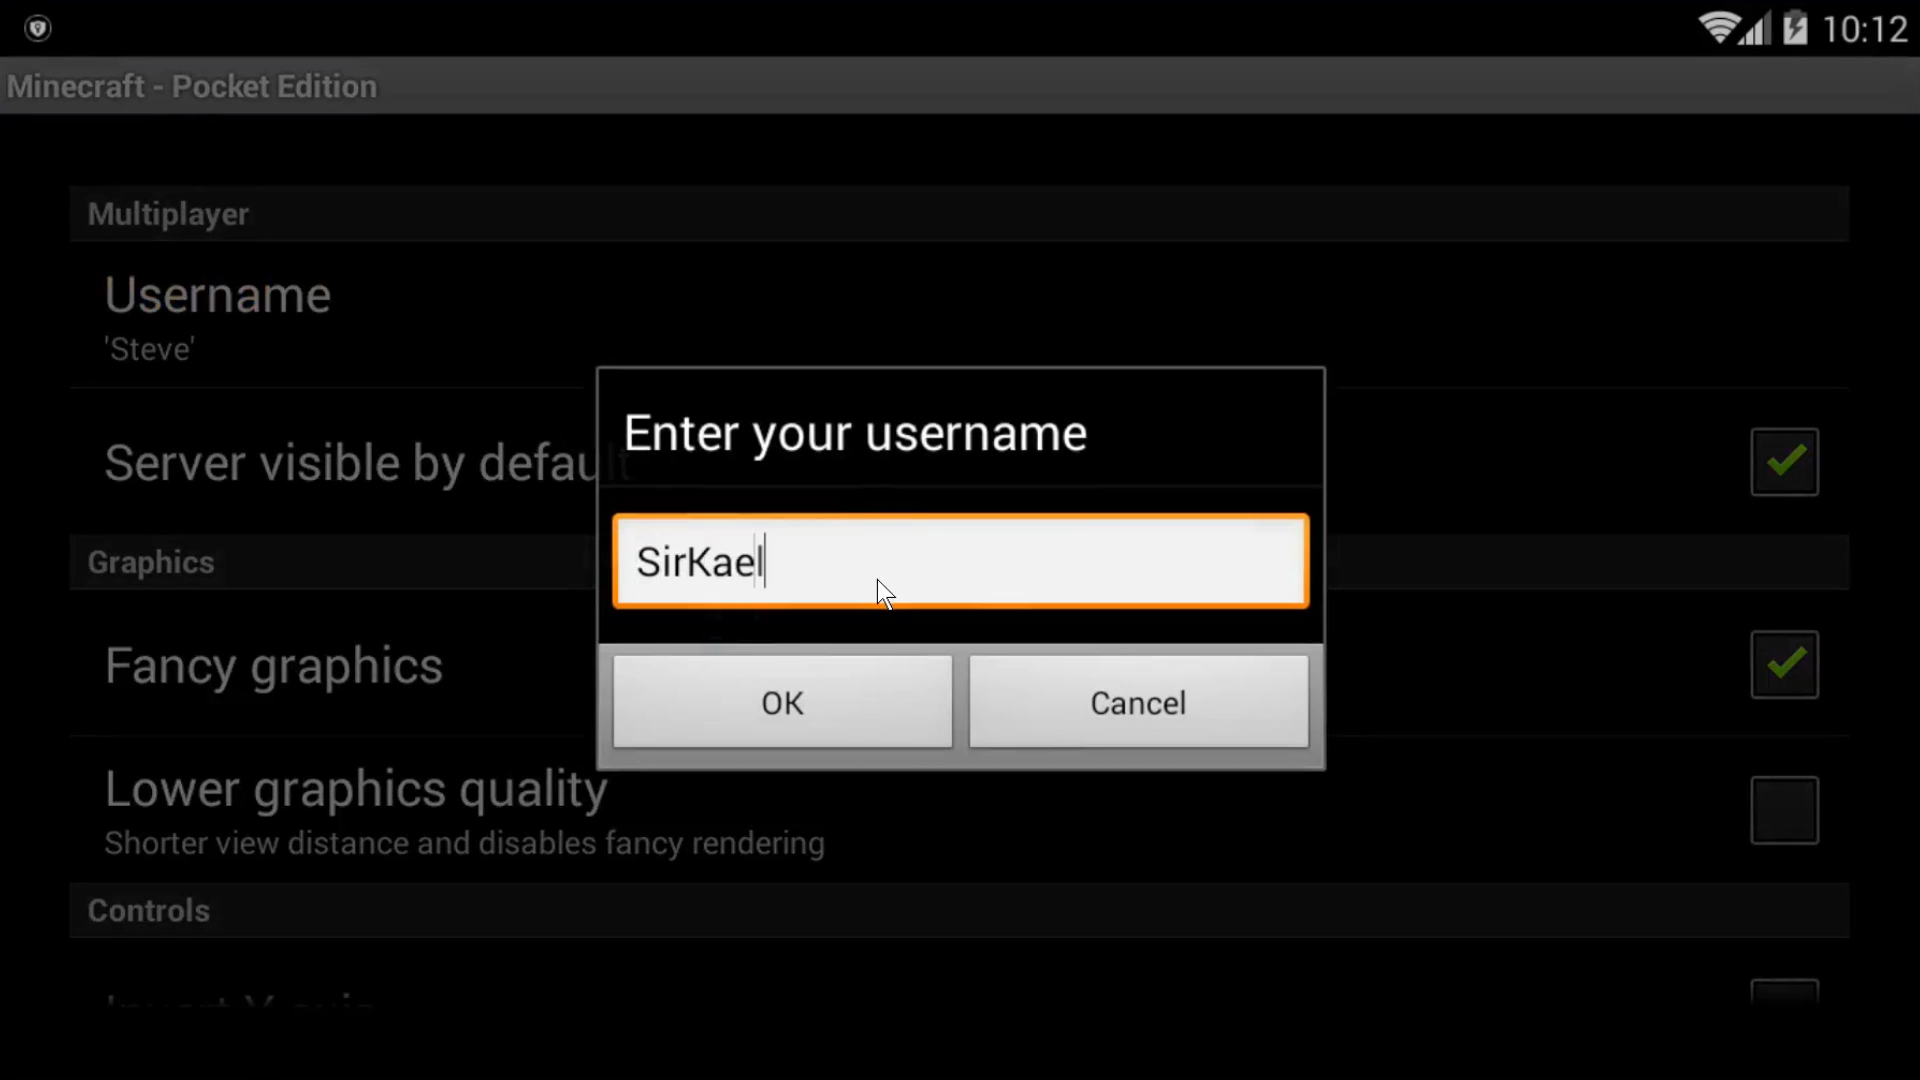 10:12
Minecraft - Pocket Edition
Multiplayer
Username
'Steve'
Server visible by default
Enter your username
SirKael
OK
Cancel
Graphics
Fancy graphics
Lower graphics quality
Shorter view distance and disables fancy rendering
Controls